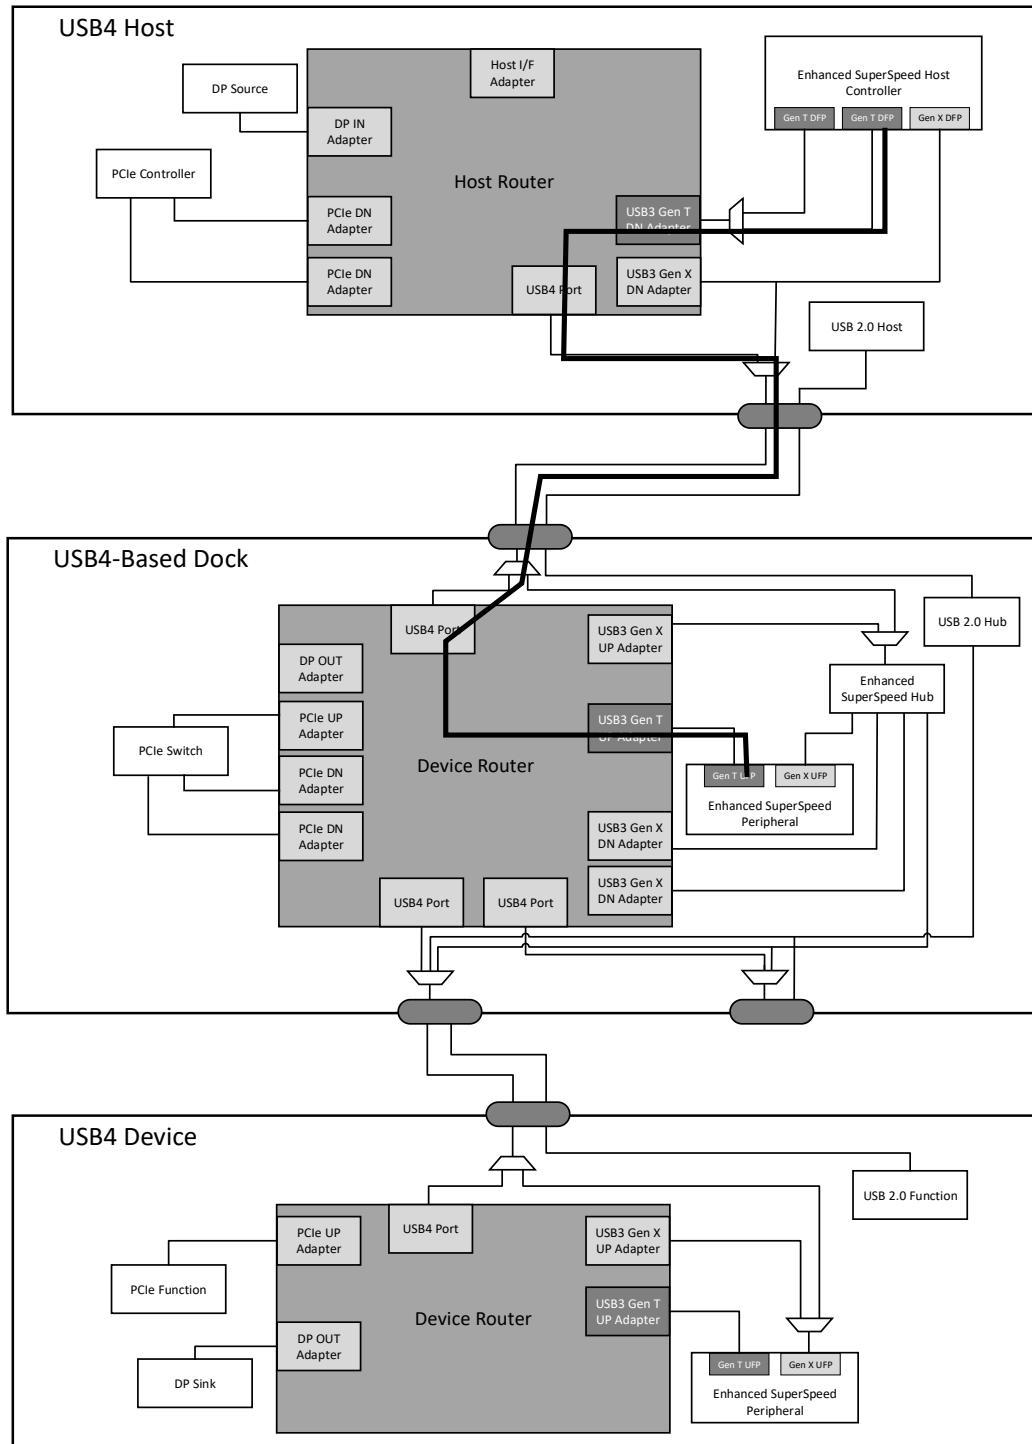 USB4 Host
Host I/F
Adapter
DP Source
DP IN
Adapter
Enhanced SuperSpeed Host
Controller
Gen T DFP
Gen T DFP
Gen X DFP
PCIe Controller
Host Router
PCIe DN
Adapter
USB3 Gen T
DN Adapter
PCIe DN
Adapter
USB4 Port
USB3 Gen X
DN Adapter
USB 2.0 Host
USB4-Based Dock
USB4 Port
USB3 Gen X
UP Adapter
USB 2.0 Hub
DP OUT
Adapter
Enhanced
SuperSpeed Hub
PCIe UP
Adapter
USB3 Gen T
UP Adapter
PCIe Switch
Device Router
PCIe DN
Adapter
Gen T UFP
Gen X UFP
Enhanced SuperSpeed
Peripheral
PCIe DN
Adapter
USB3 Gen X
DN Adapter
USB3 Gen X
DN Adapter
USB4 Port
USB4 Port
USB4 Device
USB 2.0 Function
PCIe UP
Adapter
USB4 Port
USB3 Gen X
UP Adapter
PCIe Function
USB3 Gen T
UP Adapter
Device Router
DP OUT
Adapter
DP Sink
Gen T UFP
Gen X UFP
Enhanced SuperSpeed
Peripheral